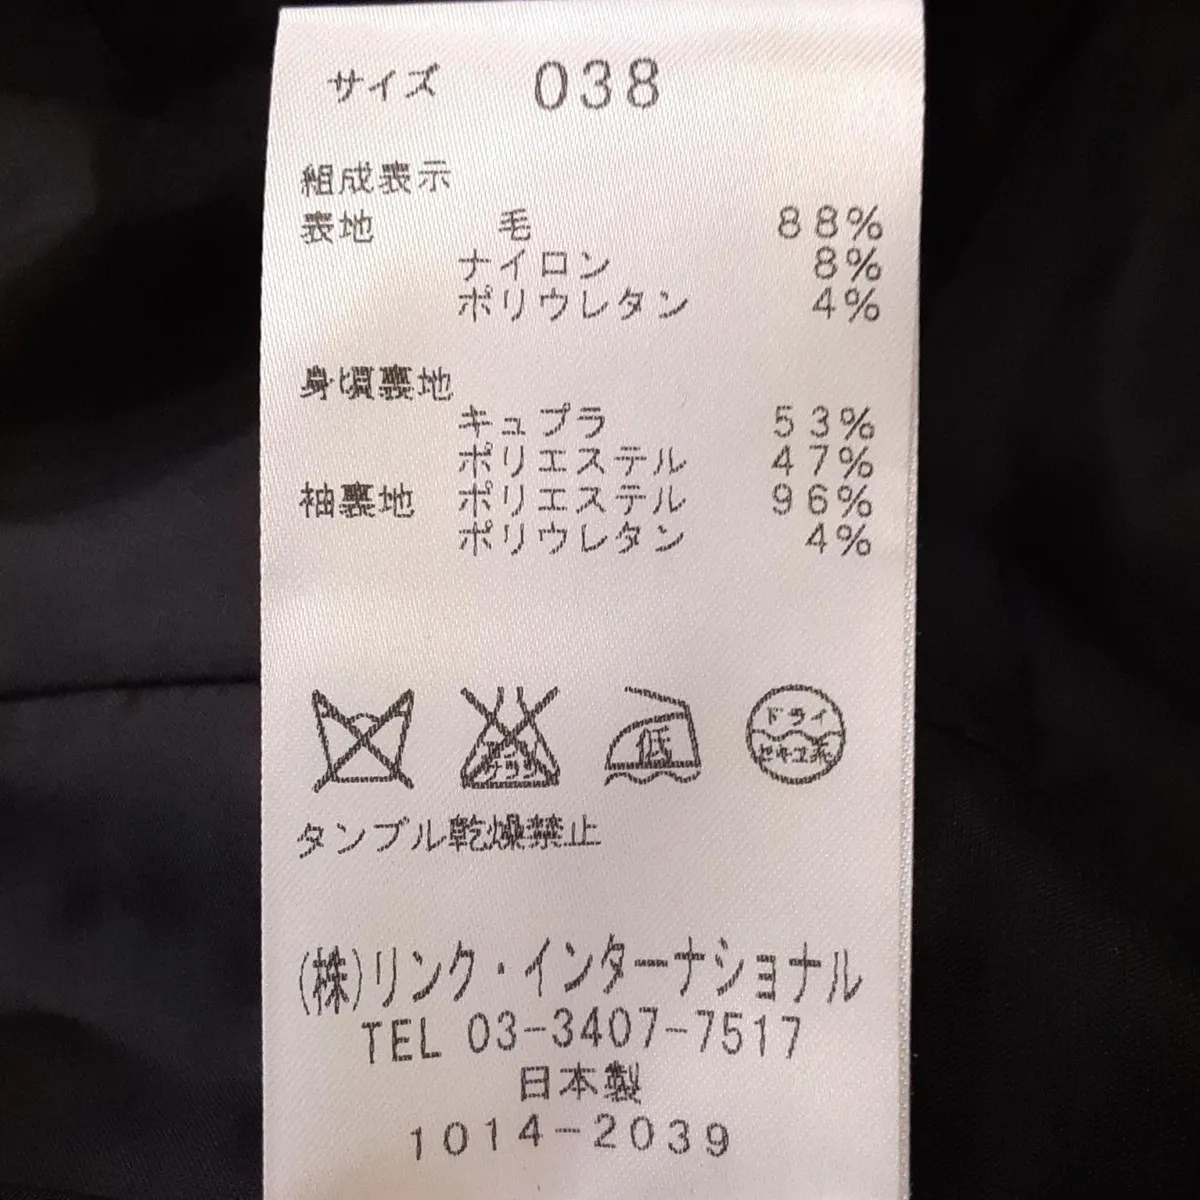 サイズ 038
組成表示
表地 毛 88%
ナイロン 8%
ポリウレタン 4%
身頃裏地
キュプラ 53%
ポリエステル 47%
袖裏地 ポリエステル 96%
ポリウレタン 4%
低
ドライ
セキユ系
タンブル乾燥禁止
(株)リンク・インターナショナル
TEL 03-3407-7517
日本製
1014-2039